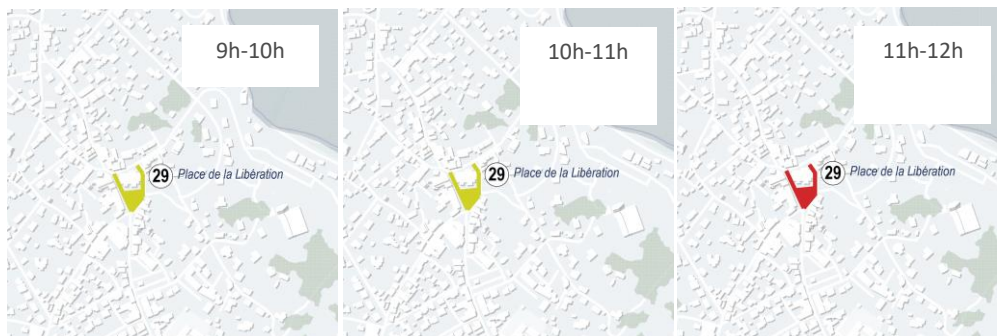 9h-10h
29 Place de la Libération
10h-11h
29 Place de la Libération
11h-12h
29 Place de la Libération